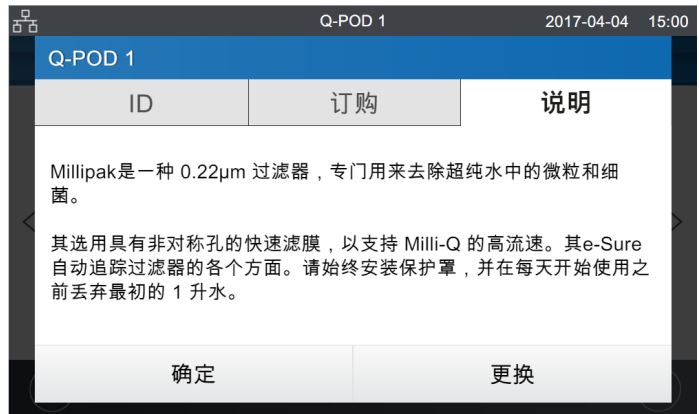 Q-POD 1 2017-04-04 15:00
Q-POD 1
ID 订购 说明
Millipak是一种 0.22μm 过滤器，专门用来去除超纯水中的微粒和细
菌。
其选用具有非对称孔的快速滤膜，以支持 Milli-Q 的高流速。其e-Sure
自动追踪过滤器的各个方面。请始终安装保护罩，并在每天开始使用之
前丢弃最初的 1 升水。
确定 更换